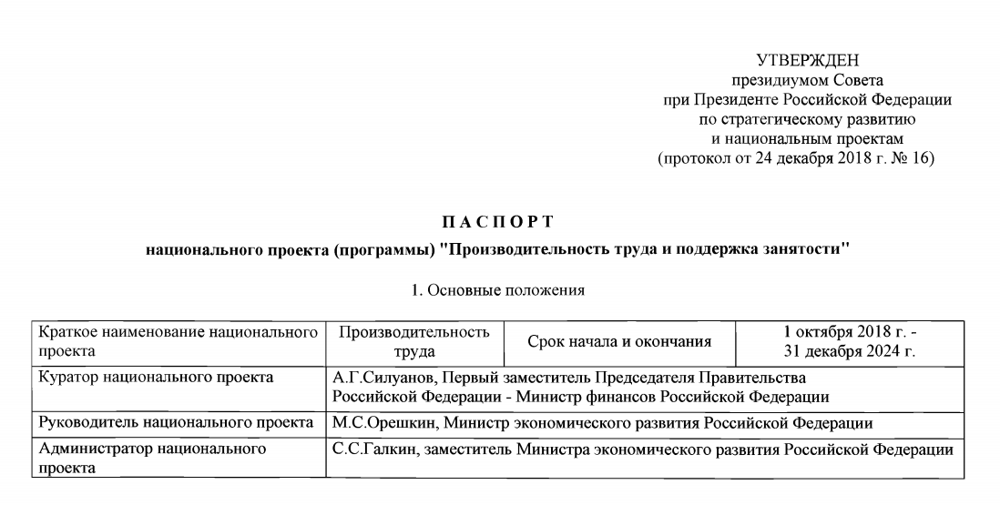 УТВЕРЖДЕН
президиумом Совета
при Президенте Российской Федерации
по стратегическому развитию
и национальным проектам
(протокол от 24 декабря 2018 г. № 16)
П А С П О Р Т
национального проекта (программы) "Производительность труда и поддержка занятости"
1. Основные положения
Краткое наименование национального
проекта
Производительность
труда
Срок начала и окончания
1 октября 2018 г. -
31 декабря 2024 г.
Куратор национального проекта
А.Г.Силуанов, Первый заместитель Председателя Правительства
Российской Федерации - Министр финансов Российской Федерации
Руководитель национального проекта
М.С.Орешкин, Министр экономического развития Российской Федерации
Администратор национального
проекта
С.С.Галкин, заместитель Министра экономического развития Российской Федерации